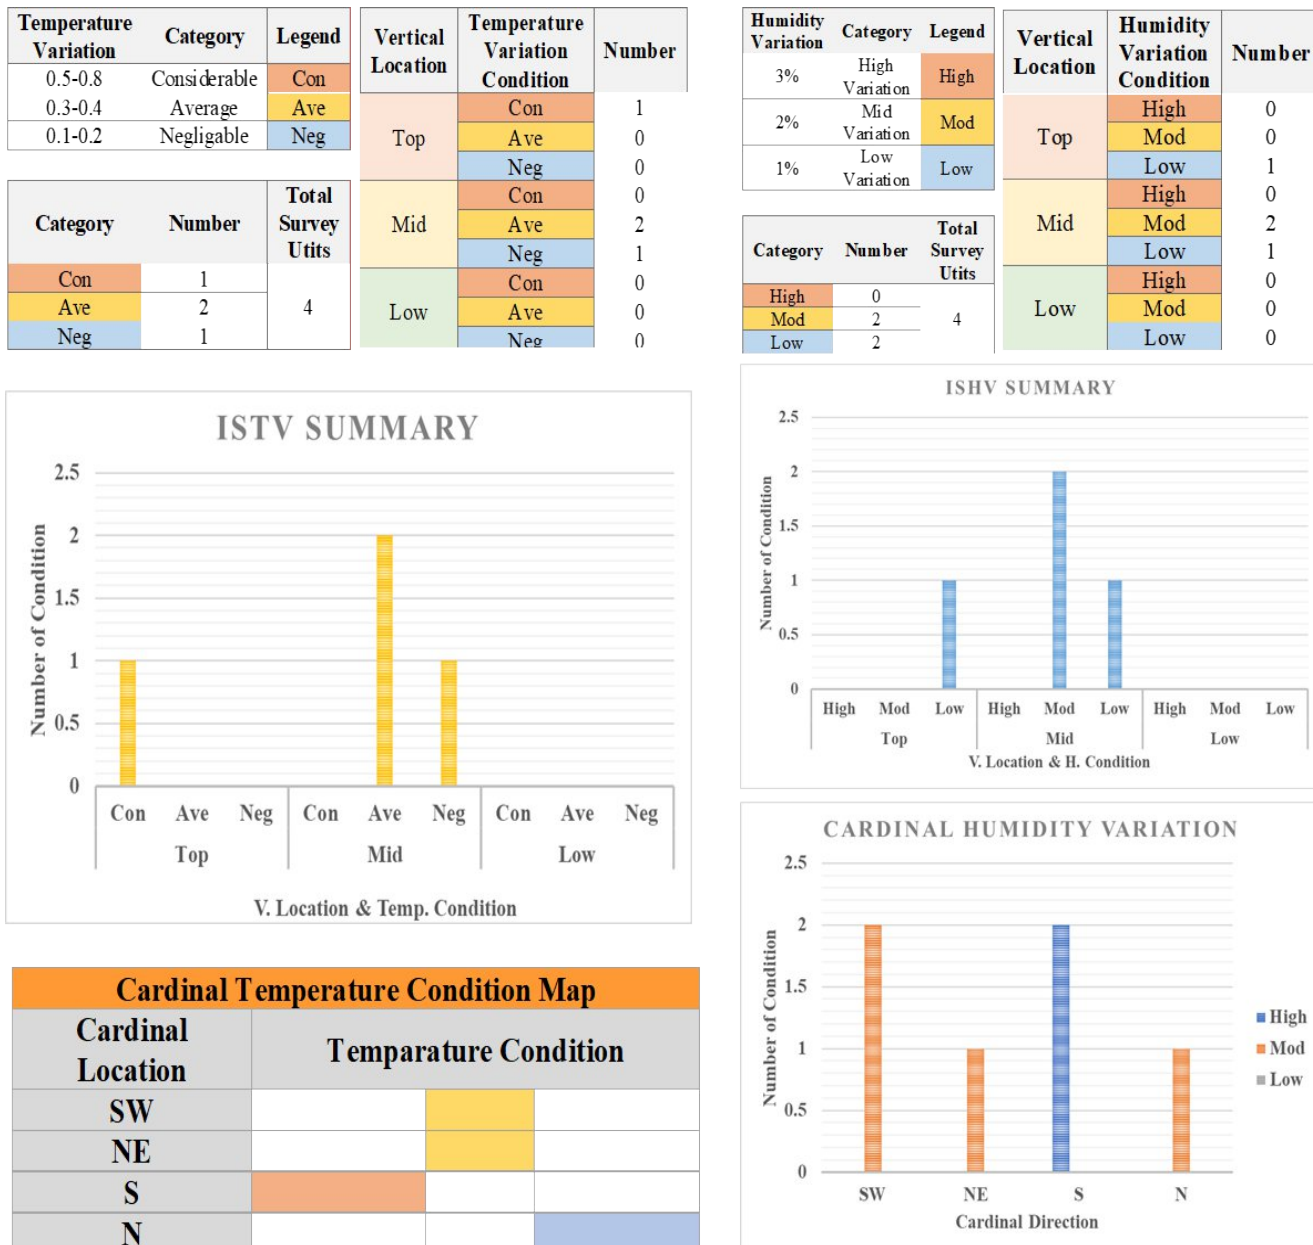 Temperature Variation Category Legend
0.5-0.8 Considerable Con
0.3-0.4 Average Ave
0.1-0.2 Negligable Neg
Category Number Total Survey Utits
Con 1
Ave 2 4
Neg 1
Vertical Location Temperature Variation Condition Number
Top Con 1
Ave 0
Neg 0
Mid Con 0
Ave 2
Neg 1
Low Con 0
Ave 0
Neg 0
Humidity Variation Category Legend
3% High Variation High
2% Mid Variation Mod
1% Low Variation Low
Category Number Total Survey Utits
High 0
Mod 2 4
Low 2
Vertical Location Humidity Variation Condition Number
Top High 0
Mod 0
Low 1
Mid High 0
Mod 2
Low 1
Low High 0
Mod 0
Low 0
ISTV SUMMARY
Number of Condition
2.5
2
1.5
1
0.5
0
Con Ave Neg Con Ave Neg Con Ave Neg
Top Mid Low
V. Location & Temp. Condition
ISHV SUMMARY
Number of Condition
2.5
2
1.5
1
0.5
0
High Mod Low High Mod Low High Mod Low
Top Mid Low
V. Location & H. Condition
Cardinal Temperature Condition Map
Cardinal Location Temparature Condition
SW
NE
S
N
CARDINAL HUMIDITY VARIATION
Number of Condition
2.5
2
1.5
1
0.5
0
SW NE S N
Cardinal Direction
High
Mod
Low